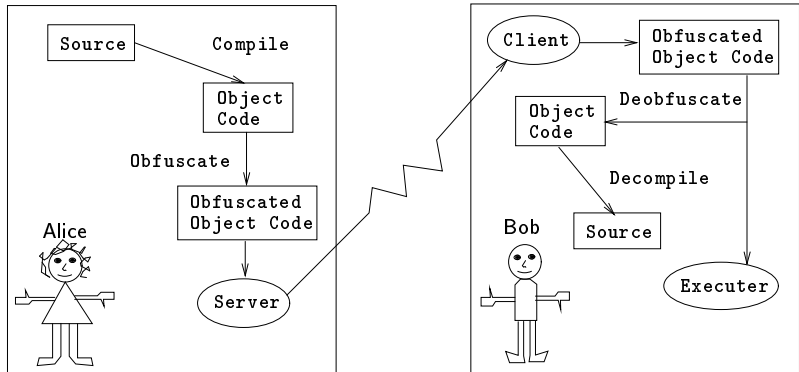 Source
Compile
Object
Code
Obfuscate
Obfuscated
Object Code
Alice
Server
Client
Obfuscated
Object Code
Deobfuscate
Object
Code
Decompile
Source
Bob
Executer